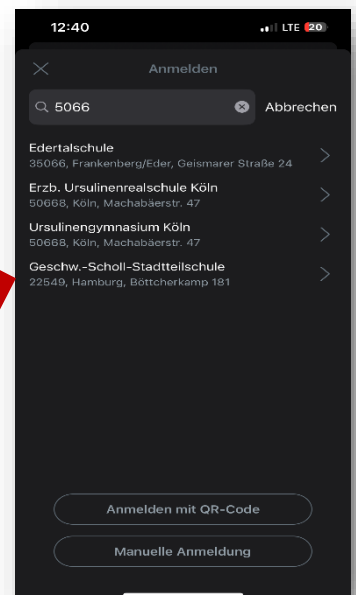 12:40
LTE 20
Anmelden
5066
Abbrechen
Edertalschule
35066, Frankenberg/Eder, Geismarer Straße 24
Erzb. Ursulinenrealschule Köln
50668, Köln, Machabäerstr. 47
Ursulinengymnasium Köln
50668, Köln, Machabäerstr. 47
Geschw.-Scholl-Stadtteilschule
22549, Hamburg, Böttcherkamp 181
Anmelden mit QR-Code
Manuelle Anmeldung